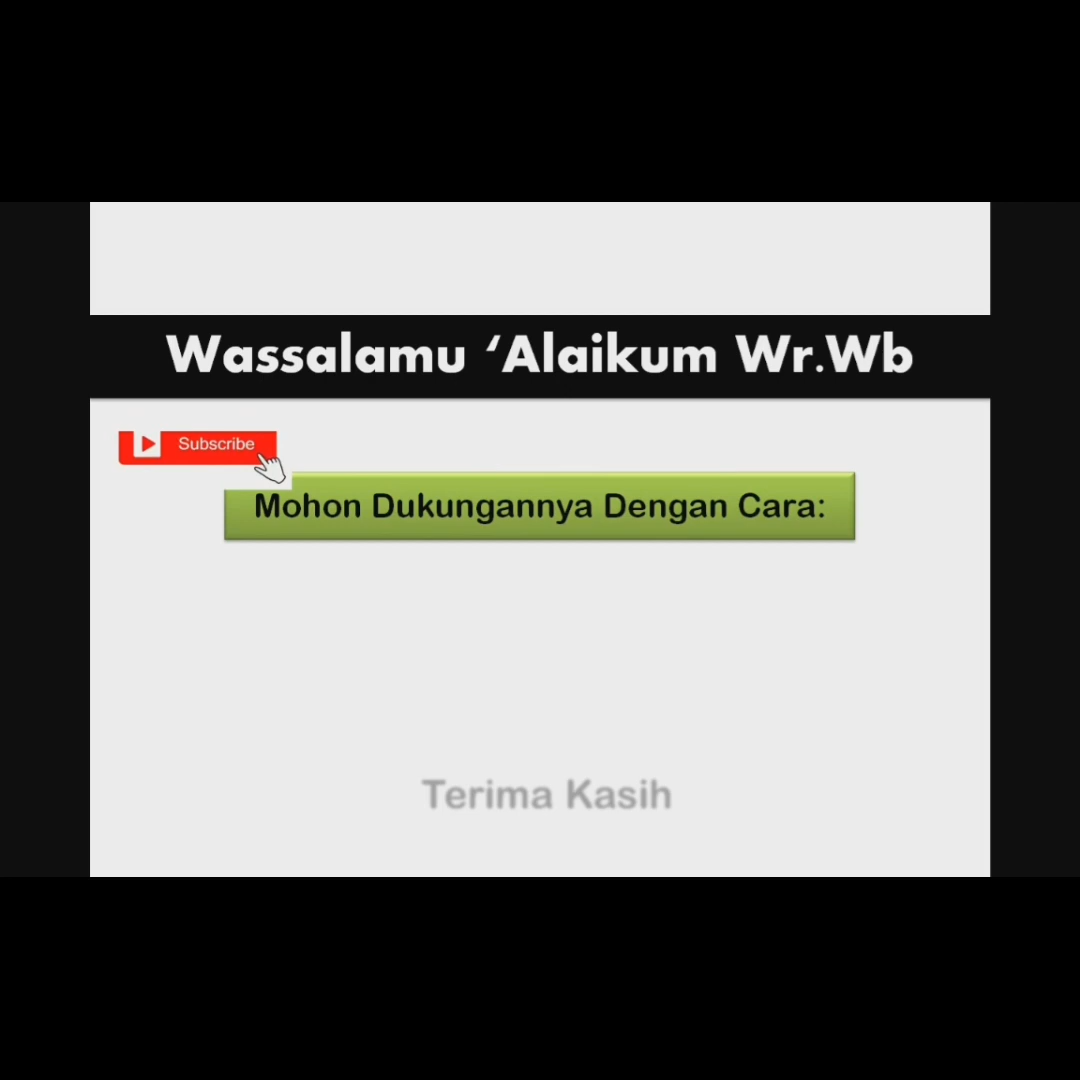 Wassalamu ‘Alaikum Wr.Wb
Subscribe
Mohon Dukungannya Dengan Cara:
Terima Kasih